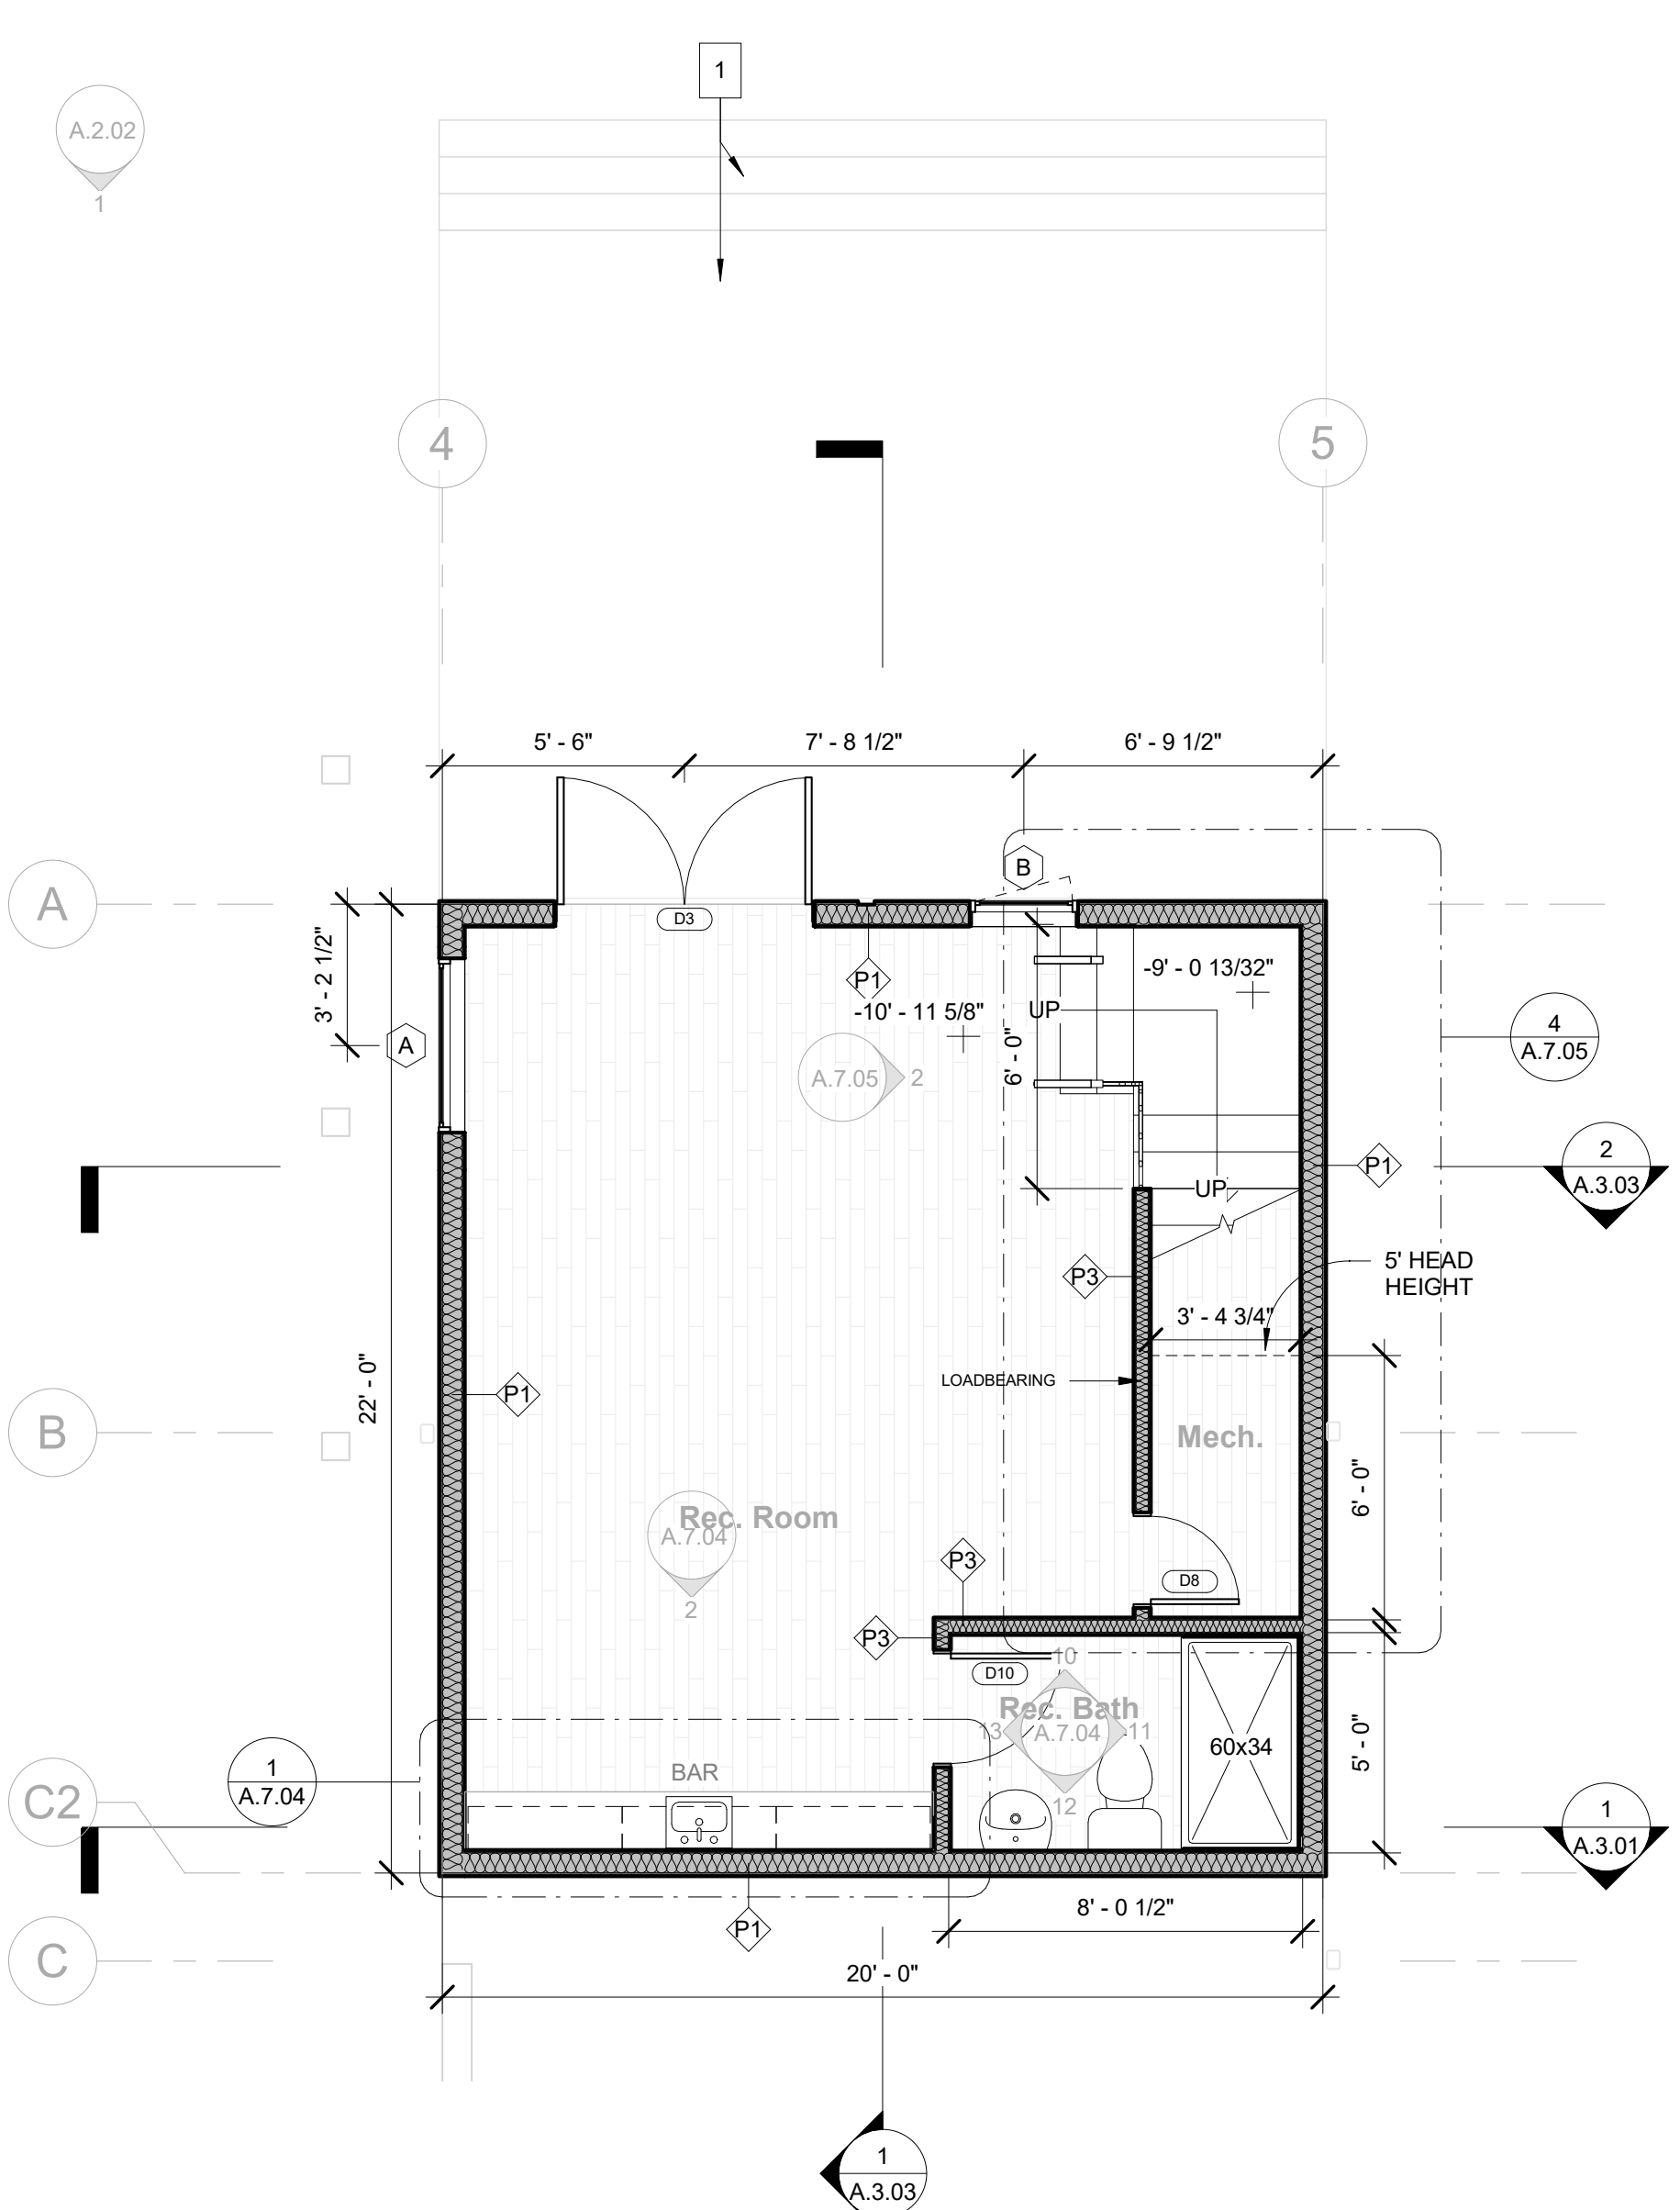 1
A.2.02
1
4
5
5' - 6"
7' - 8 1/2"
6' - 9 1/2"
B
A
D3
3' - 2 1/2"
P1
-9' - 0 13/32"
-10' - 11 5/8"
UP
A
6' - 0"
4
A.7.05
A.7.05
2
2
A.3.03
P1
UP
5' HEAD
HEIGHT
P3
3' - 4 3/4"
22' - 0"
P1
LOADBEARING
B
Mech.
6' - 0"
Rec. Room
A.7.04
2
P3
D8
P3
10
D10
Rec. Bath
13
A.7.04
11
60x34
5' - 0"
BAR
1
A.7.04
C2
12
1
A.3.01
8' - 0 1/2"
P1
C
20' - 0"
1
A.3.03